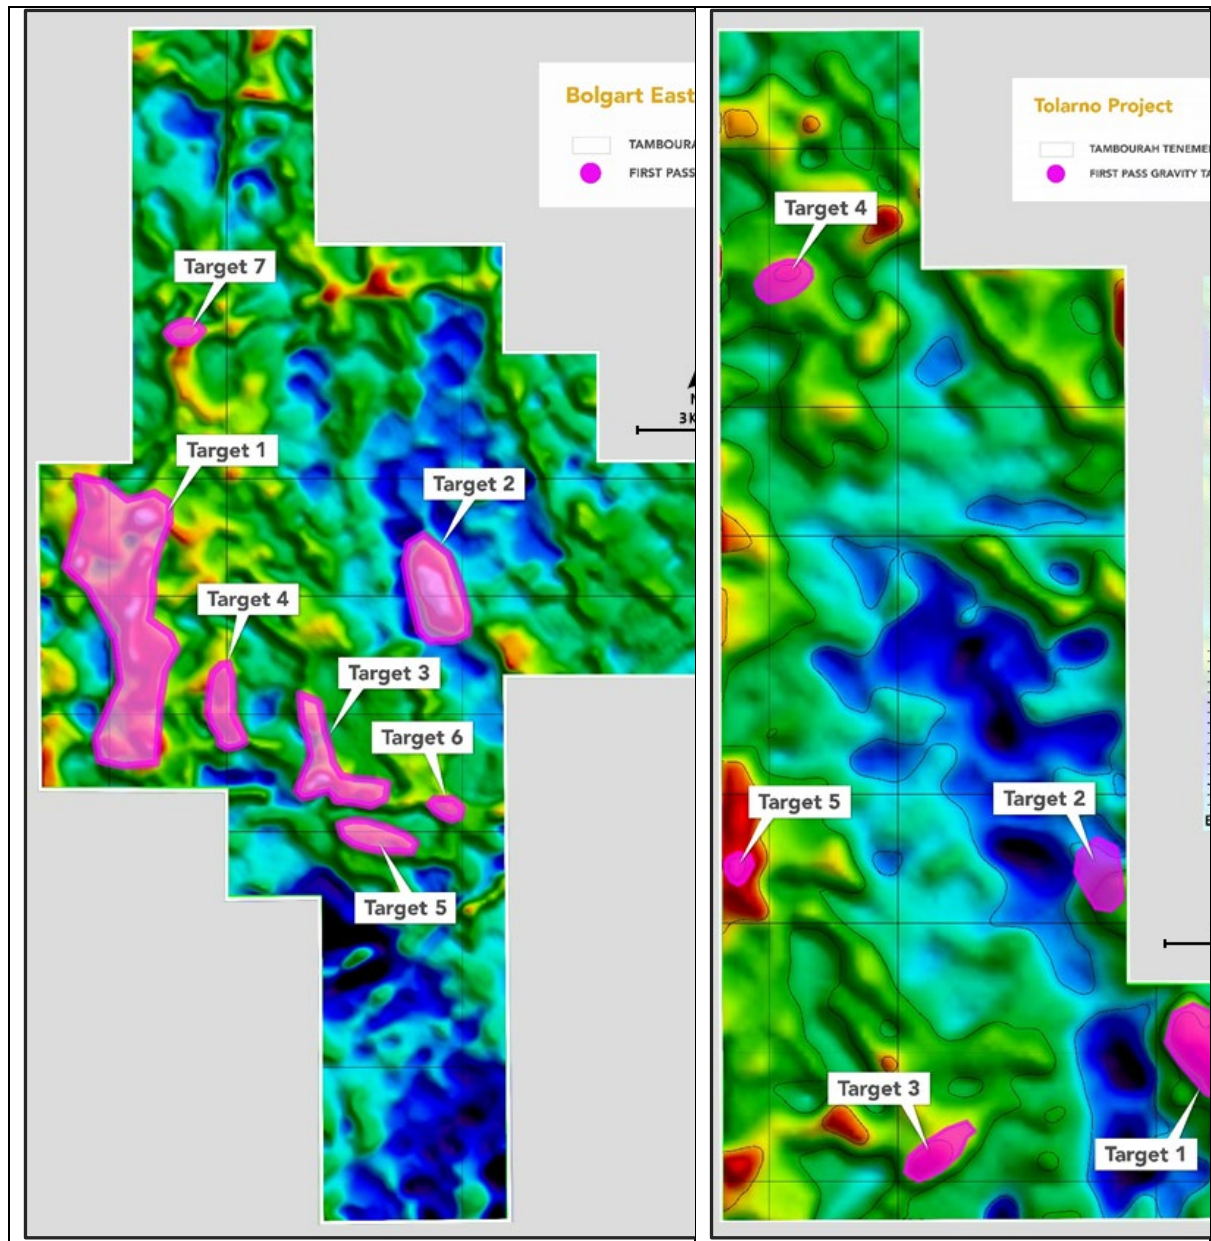 Bolgart East
TAMBOURA
FIRST PASS
Target 7
N
3K
Target 1
Target 2
Target 4
Target 3
Target 6
Target 5
Tolarno Project
TAMBOURAH TENEME
FIRST PASS GRAVITY TA
Target 4
Target 5
Target 2
Target 3
Target 1